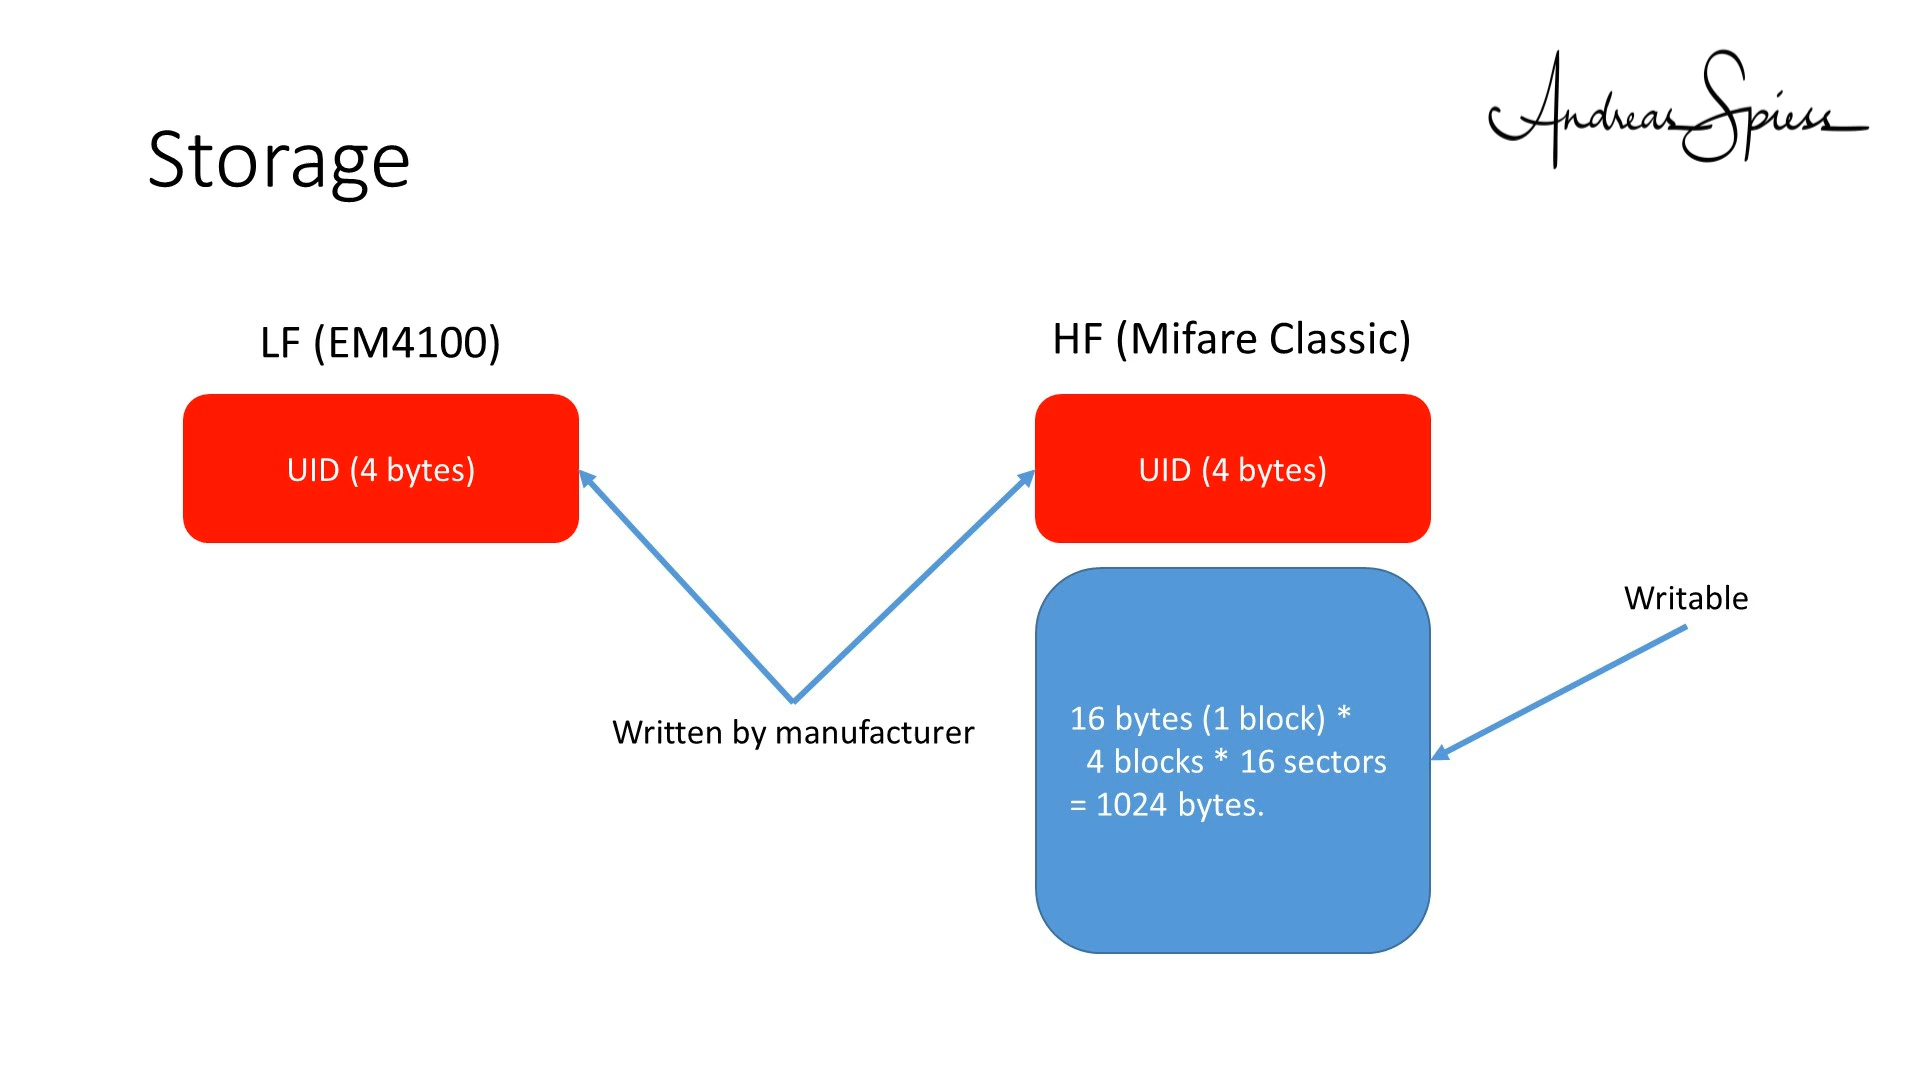 Andreas Spiess
Storage
LF (EM4100)
HF (Mifare Classic)
UID (4 bytes)
UID (4 bytes)
Writable
Written by manufacturer
16 bytes (1 block) *
4 blocks * 16 sectors
= 1024 bytes.